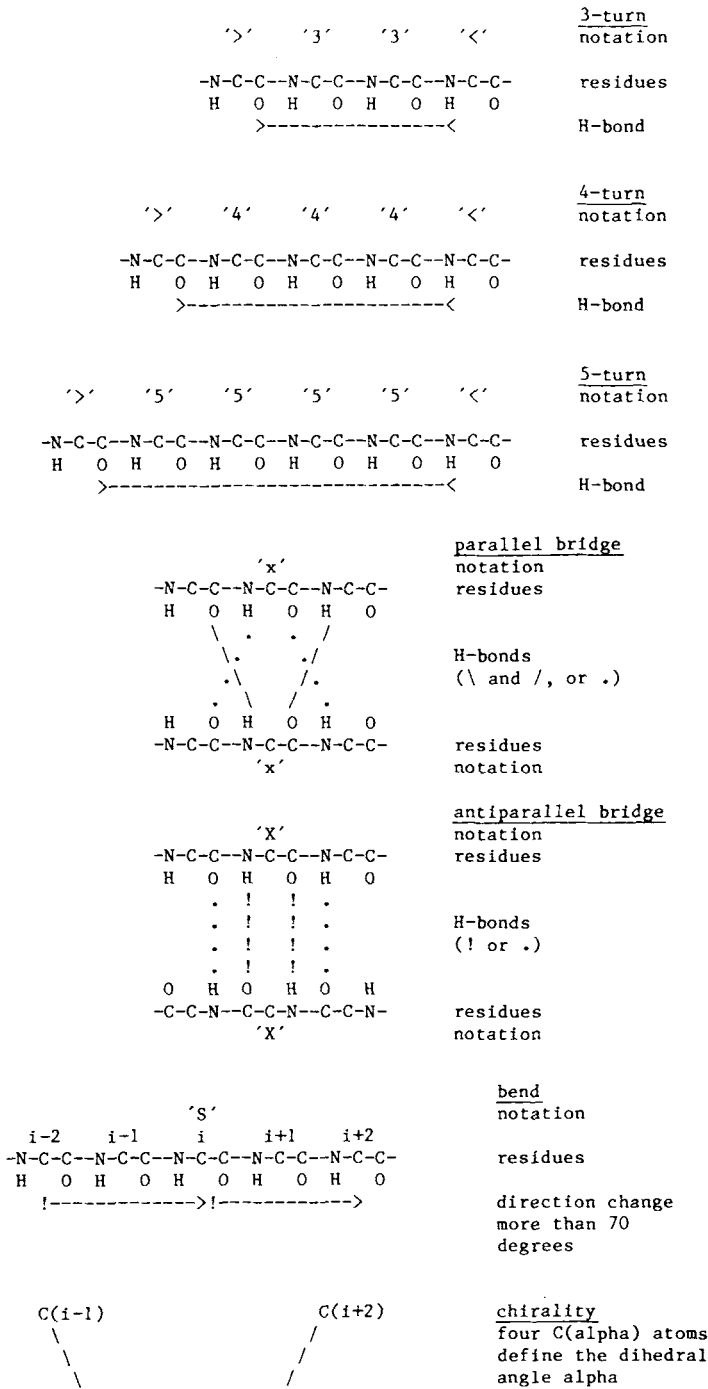 3-turn
'>' '3' '3' '<' notation
-N-C-C--N-C-C--N-C-C--N-C-C- residues
H O H O H O H O
>------------------< H-bond
4-turn
'>' '4' '4' '4' '<' notation
-N-C-C--N-C-C--N-C-C--N-C-C--N-C-C- residues
H O H O H O H O H O
>-------------------------< H-bond
5-turn
'>' '5' '5' '5' '5' '<' notation
-N-C-C--N-C-C--N-C-C--N-C-C--N-C-C--N-C-C- residues
H O H O H O H O H O H O
>--------------------------------< H-bond
parallel bridge
'x' notation
-N-C-C--N-C-C--N-C-C- residues
H O H O H O
\ . . /
\. ./ H-bonds
.\ /. (\ and /, or .)
. \ / .
H O H O H O
-N-C-C--N-C-C--N-C-C- residues
'x' notation
antiparallel bridge
'X' notation
-N-C-C--N-C-C--N-C-C- residues
H O H O H O
. ! ! .
. ! ! . H-bonds
. ! ! . (! or .)
. ! ! .
O H O H O H
-C-C-N--C-C-N--C-C-N- residues
'X' notation
bend
'S' notation
i-2 i-1 i i+1 i+2
-N-C-C--N-C-C--N-C-C--N-C-C--N-C-C- residues
H O H O H O H O H O
!------------->!------------> direction change
more than 70
degrees
C(i-1) C(i+2) chirality
\ / four C(alpha) atoms
\ / define the dihedral
\ / angle alpha